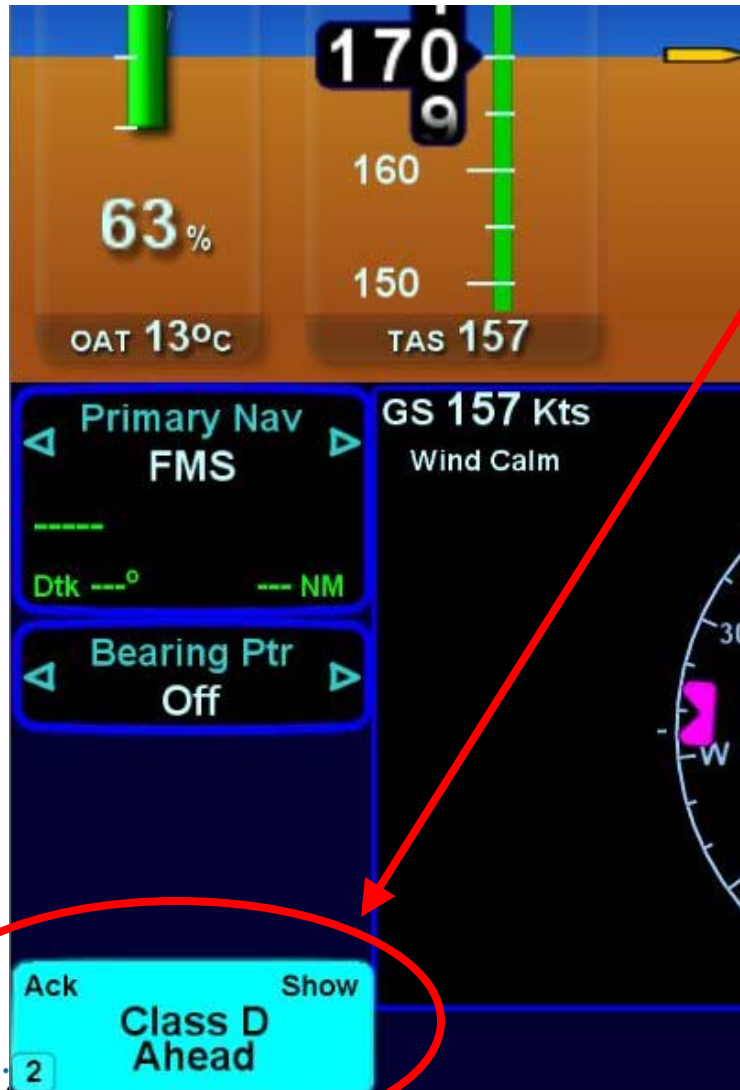 170
9
160
150
63 %
OAT 13°C
TAS 157
Primary Nav
FMS
-----
Dtk ---° --- NM
Bearing Ptr
Off
GS 157 Kts
Wind Calm
30
W
Ack Show
Class D
Ahead
2